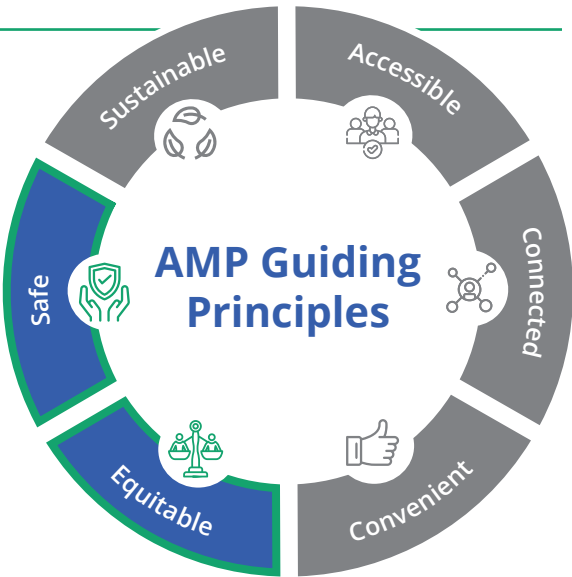 Sustainable
Accessible
Safe
AMP Guiding
Principles
Connected
Equitable
Convenient